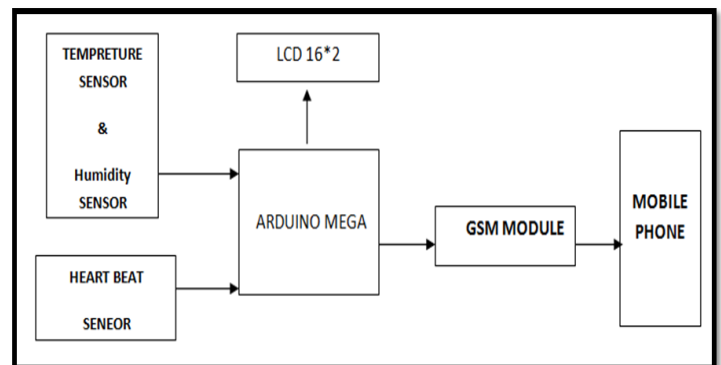 TEMPRETURE
SENSOR
&
Humidity
SENSOR
LCD 16*2
ARDUINO MEGA
GSM MODULE
MOBILE
PHONE
HEART BEAT
SENEOR